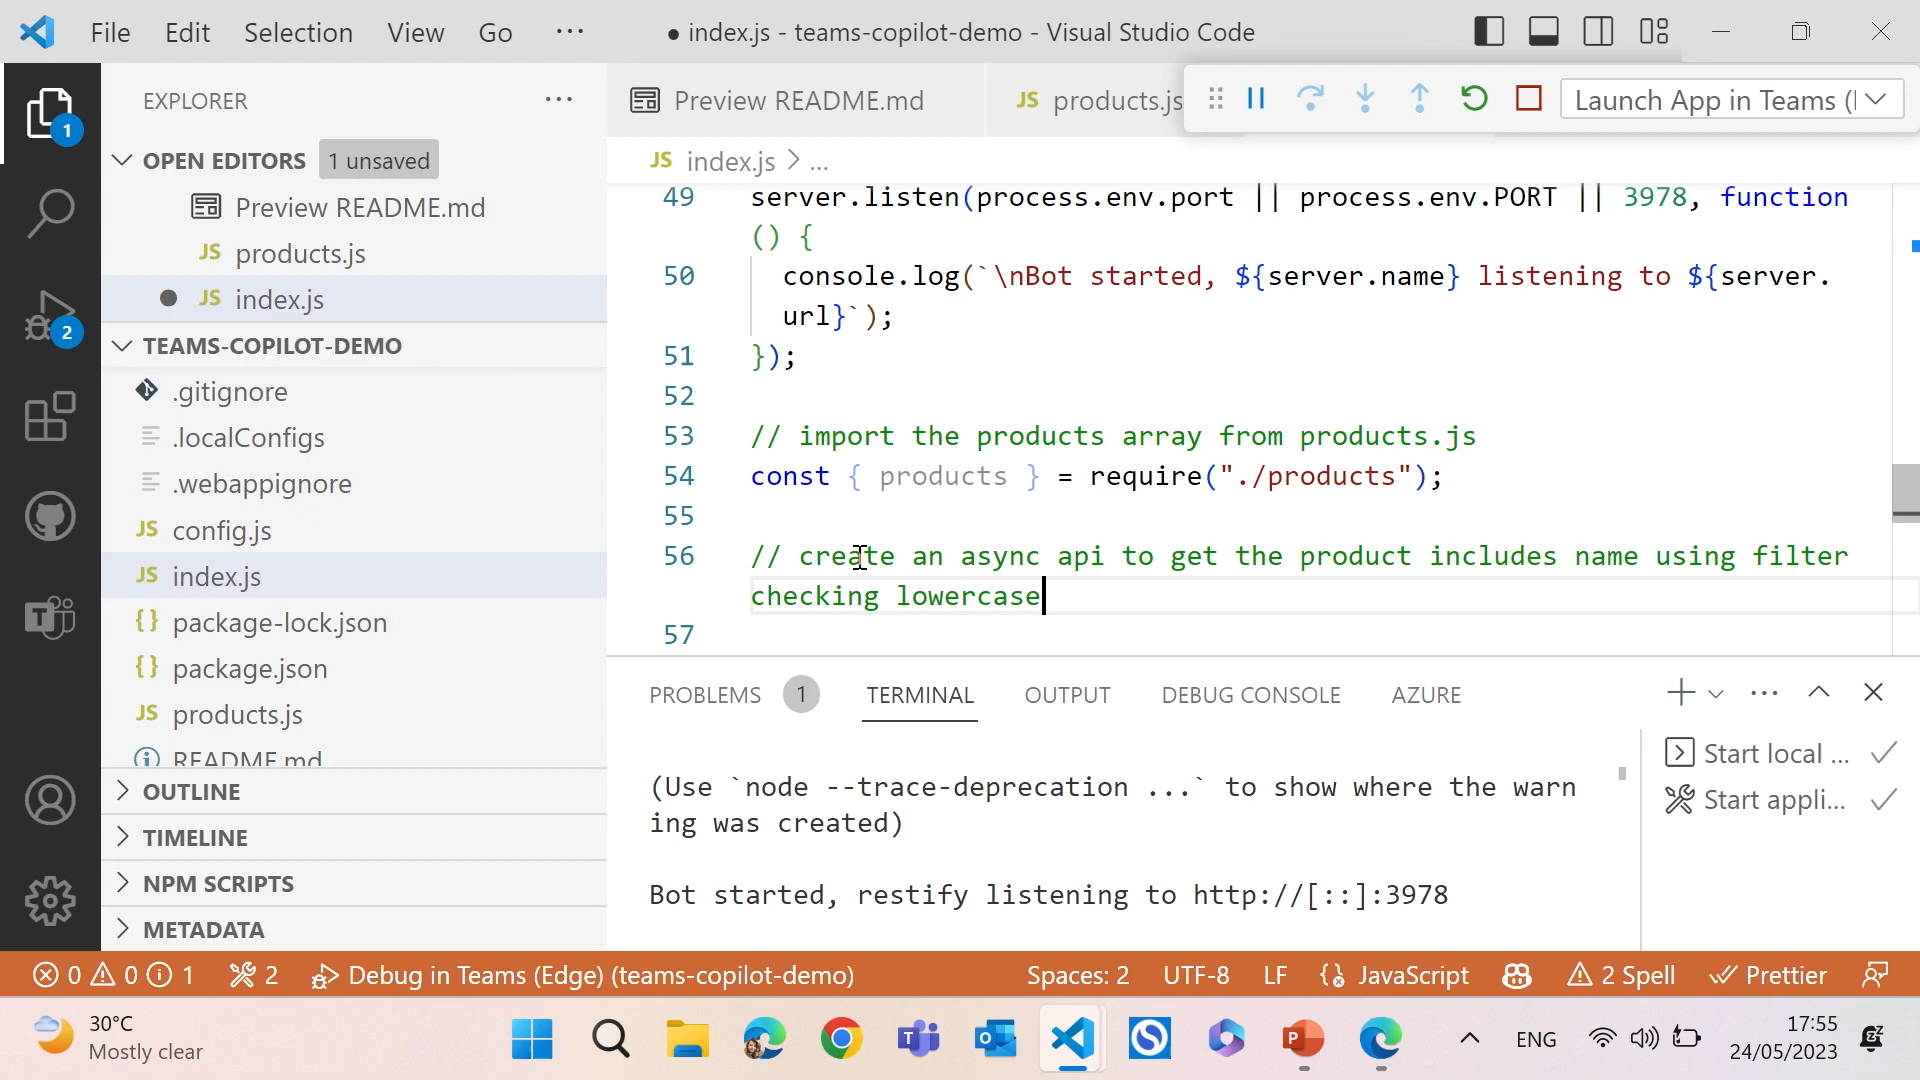 File Edit Selection View Go ··· ● index.js - teams-copilot-demo - Visual Studio Code
EXPLORER ···
1
OPEN EDITORS 1 unsaved
Preview README.md
JS products.js
● JS index.js
2
TEAMS-COPILOT-DEMO
.gitignore
.localConfigs
.webappignore
JS config.js
JS index.js
{} package-lock.json
{} package.json
JS products.js
README.md
OUTLINE
TIMELINE
NPM SCRIPTS
METADATA
Preview README.md JS products.js Launch App in Teams (
JS index.js > ...
49 server.listen(process.env.port || process.env.PORT || 3978, function
() {
50 console.log(`\nBot started, ${server.name} listening to ${server.
url}`);
51 });
52
53 // import the products array from products.js
54 const { products } = require("./products");
55
56 // create an async api to get the product includes name using filter
checking lowercase
57
PROBLEMS 1 TERMINAL OUTPUT DEBUG CONSOLE AZURE
(Use `node --trace-deprecation ...` to show where the warn
ing was created)
Bot started, restify listening to http://[::]:3978
Start local ...
Start appli...
0 0 1 2 Debug in Teams (Edge) (teams-copilot-demo) Spaces: 2 UTF-8 LF {} JavaScript 2 Spell Prettier
30°C
Mostly clear
ENG
17:55
24/05/2023